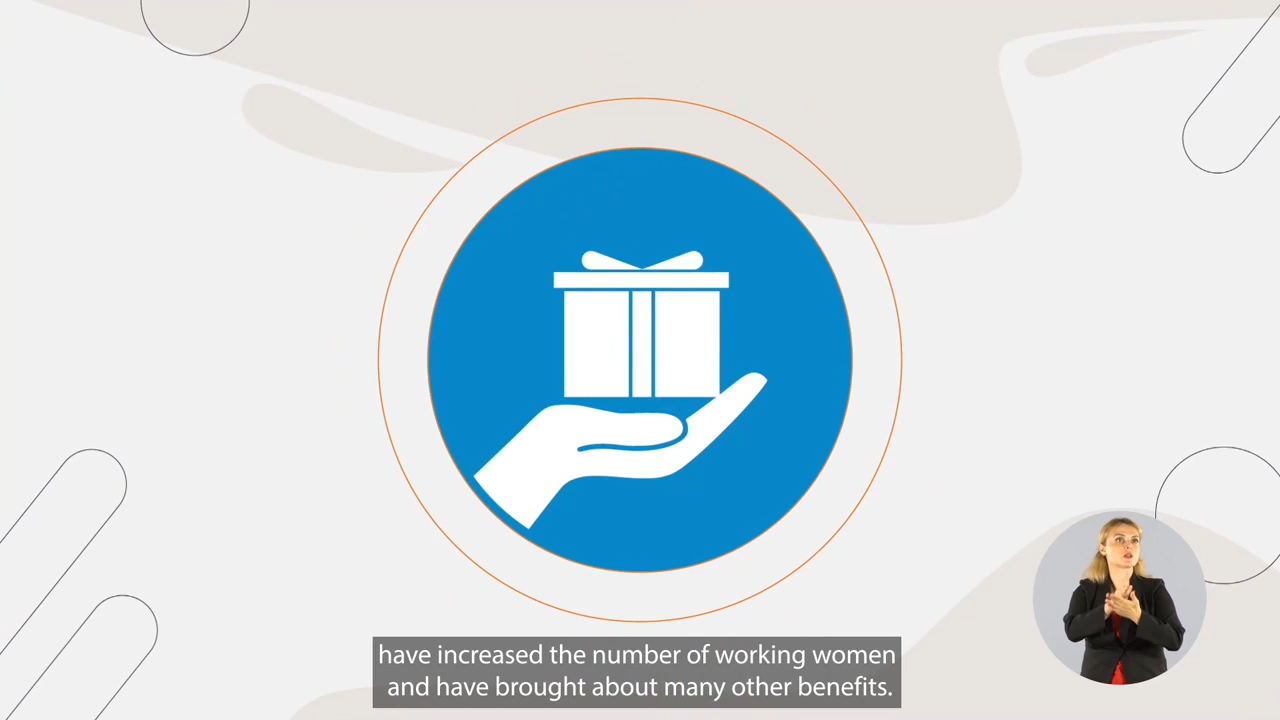 have increased the number of working women
and have brought about many other benefits.